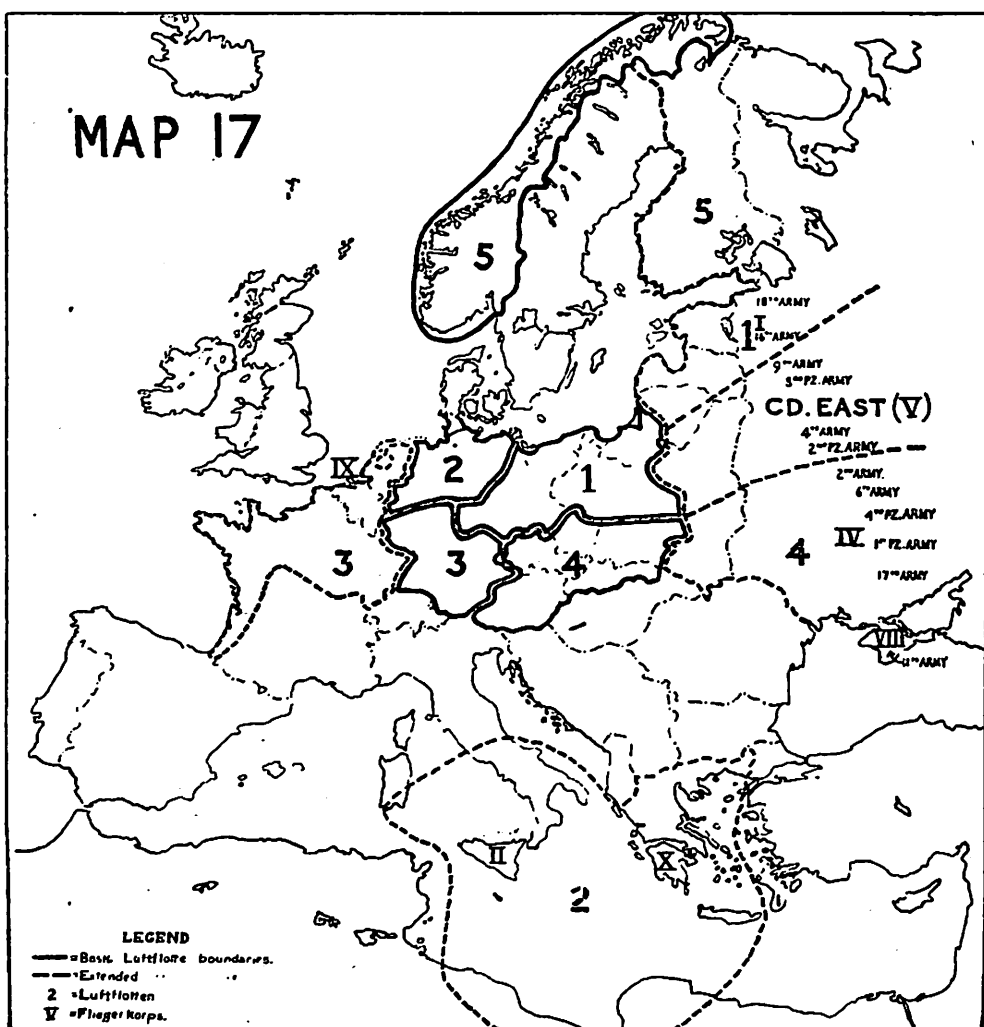 MAP 17
5
5
18TH ARMY
1 I
16TH ARMY
9TH ARMY
3RD PZ. ARMY
CD. EAST (V)
4TH ARMY
2ND PZ. ARMY
2ND ARMY.
6TH ARMY
4TH PZ. ARMY
IV 1ST PZ. ARMY
4
17TH ARMY
VIII
11TH ARMY
IX
2
1
3
3
4
II
X
2
LEGEND
= Basic Luftflotte boundaries.
= Extended " "
2 = Luftflotten
V = Flieger Korps.